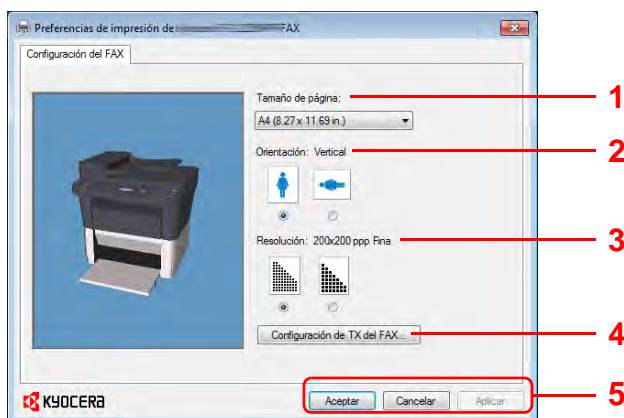 Preferencias de impresión de FAX
Configuración del FAX
Tamaño de página:
1
A4 (8.27 x 11.69 in.)
Orientación: Vertical
2
Resolución: 200x200 ppp Fina
3
Configuración de TX del FAX...
4
KYOCERA
Aceptar
Cancelar
Aplicar
5